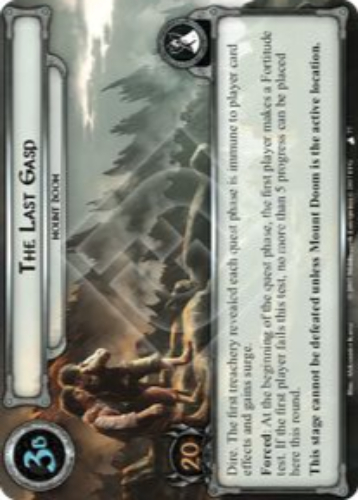 3B
THE LAST GASP
MOUNT DOOM
20
Dire. The first treachery revealed each quest phase is immune to player card
effects and gains surge.
Forced: At the beginning of the quest phase, the first player makes a Fortitude
test. If the first player fails this test, no more than 5 progress can be placed
here this round.
This stage cannot be defeated unless Mount Doom is the active location.